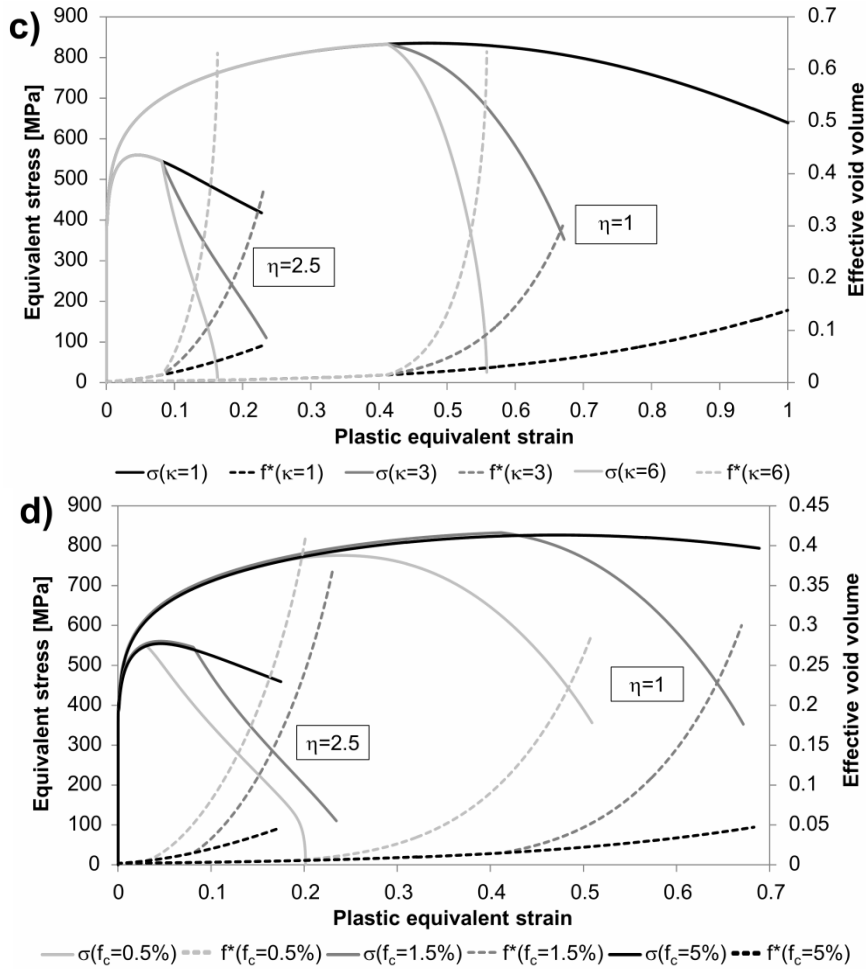 c)
900
800
700
600
500
400
300
200
100
0
Equivalent stress [MPa]
0.7
0.6
0.5
0.4
0.3
0.2
0.1
0
Effective void volume
η=2.5
η=1
0 0.1 0.2 0.3 0.4 0.5 0.6 0.7 0.8 0.9 1
Plastic equivalent strain
σ(κ=1) f*(κ=1) σ(κ=3) f*(κ=3) σ(κ=6) f*(κ=6)
d)
900
800
700
600
500
400
300
200
100
0
Equivalent stress [MPa]
0.45
0.4
0.35
0.3
0.25
0.2
0.15
0.1
0.05
0
Effective void volume
η=2.5
η=1
0 0.1 0.2 0.3 0.4 0.5 0.6 0.7
Plastic equivalent strain
σ(f_c=0.5%) f*(f_c=0.5%) σ(f_c=1.5%) f*(f_c=1.5%) σ(f_c=5%) f*(f_c=5%)